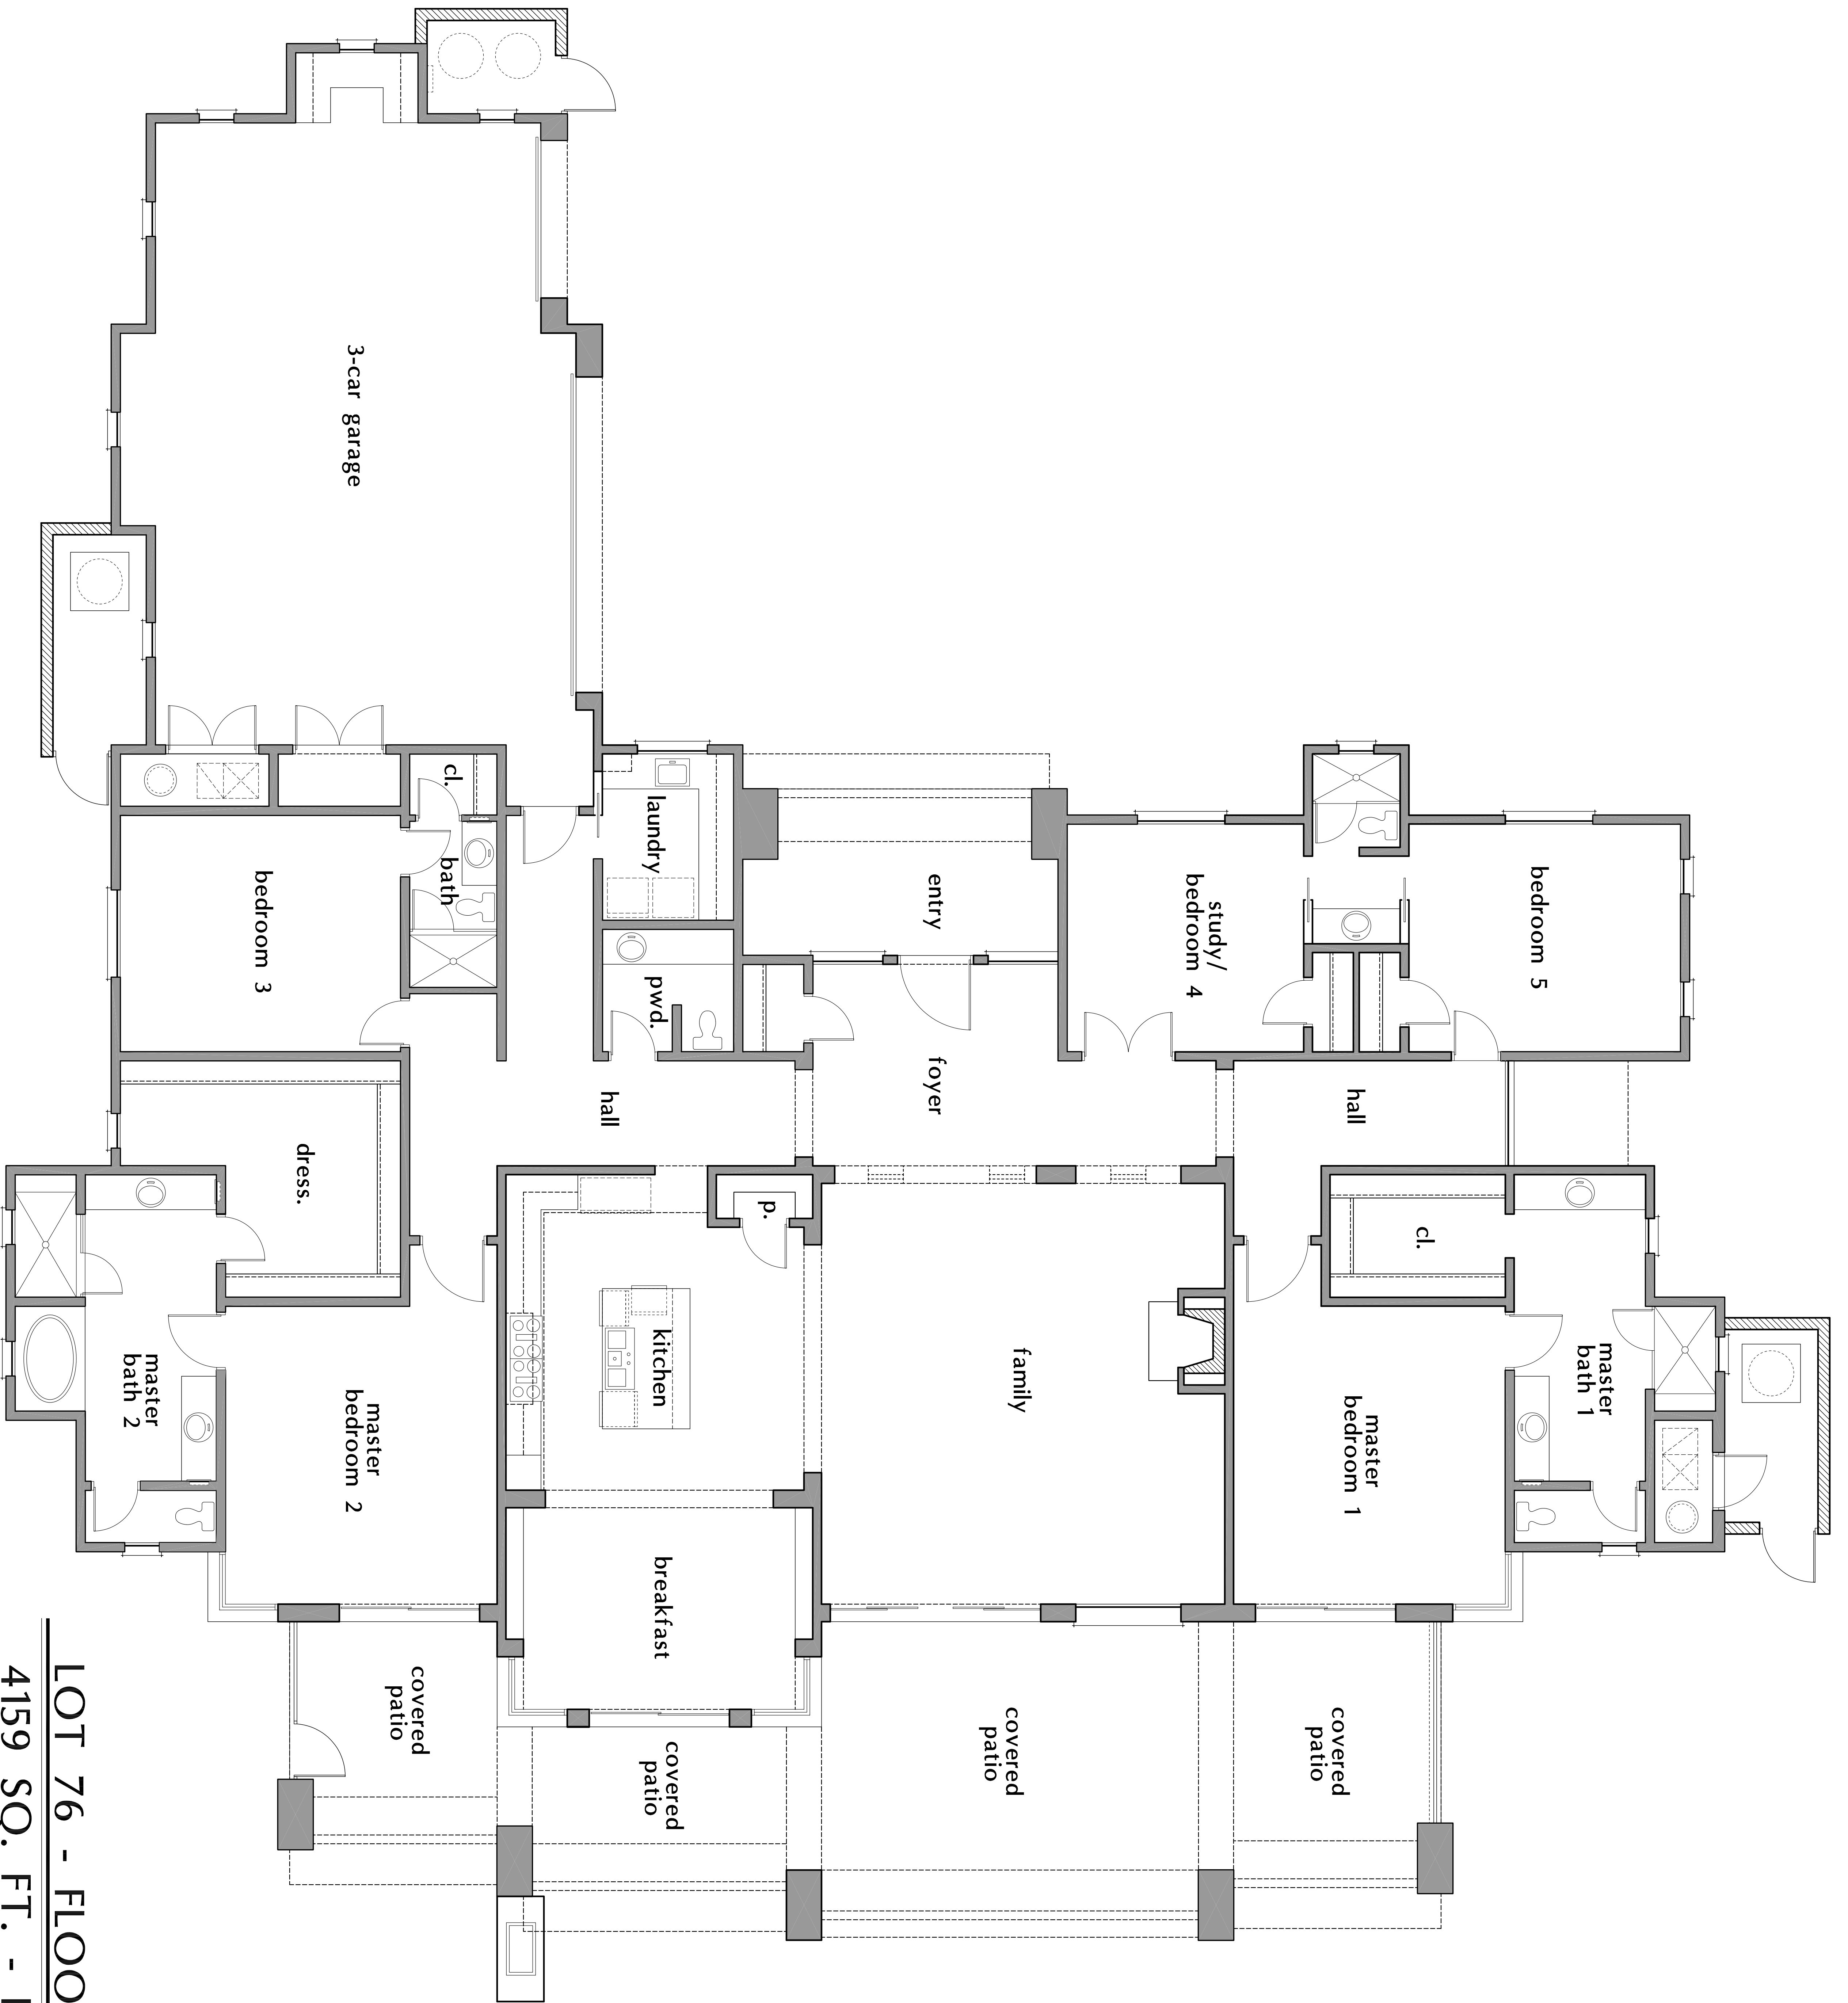 3-car garage
cl.
laundry
bath
bedroom 3
pwd.
entry
study/
bedroom 4
bedroom 5
foyer
hall
hall
dress.
p.
cl.
kitchen
family
master
bath 1
master
bath 2
master
bedroom 1
master
bedroom 2
breakfast
covered
patio
covered
patio
covered
patio
covered
patio
LOT 76 - FLOO
4159 SQ. FT. -